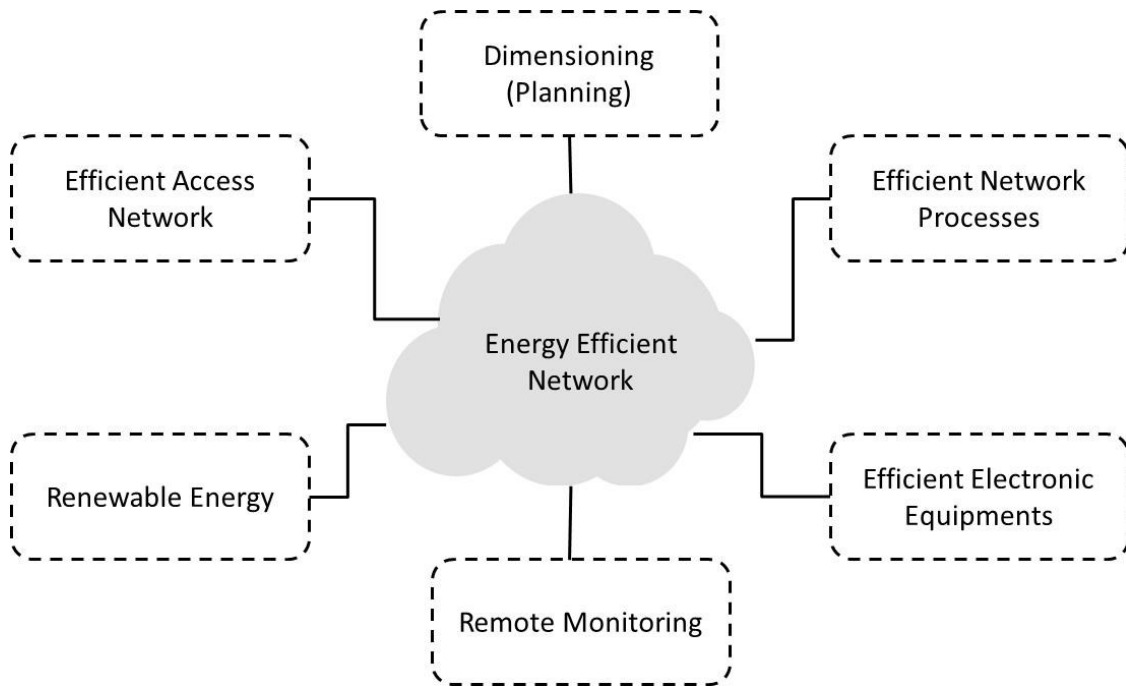 Dimensioning
(Planning)
Efficient Access
Network
Efficient Network
Processes
Energy Efficient
Network
Renewable Energy
Efficient Electronic
Equipments
Remote Monitoring